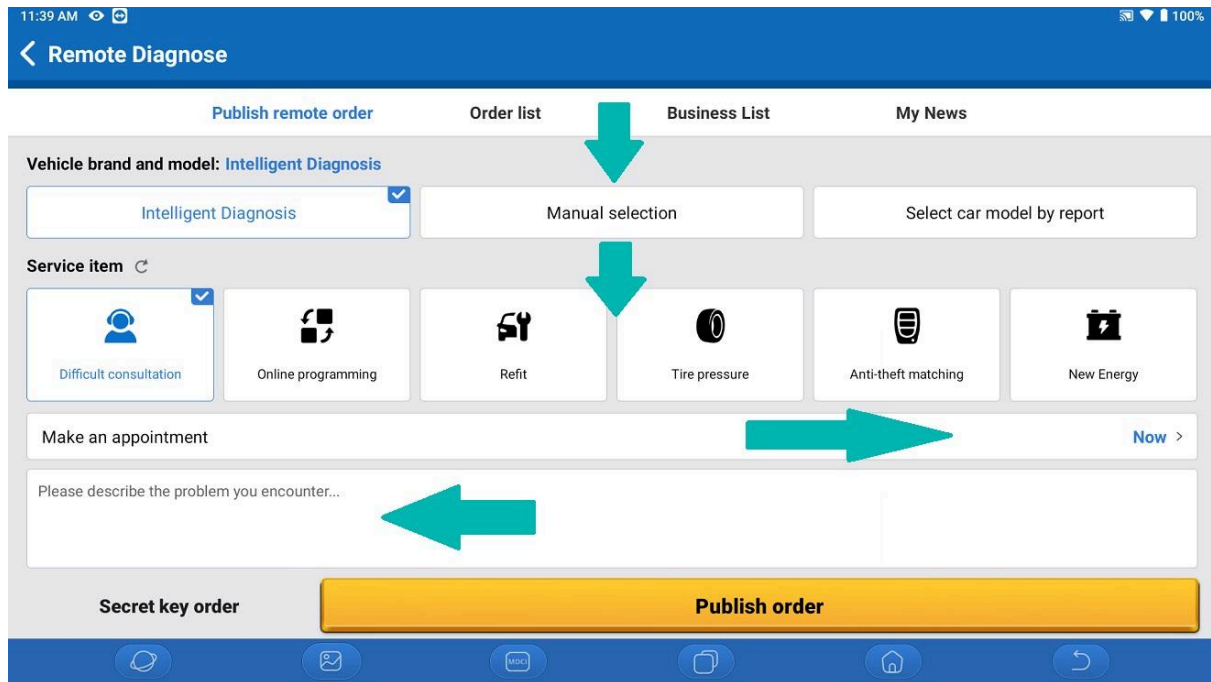 11:39 AM 100%
Remote Diagnose
Publish remote order Order list Business List My News
Vehicle brand and model: Intelligent Diagnosis
Intelligent Diagnosis Manual selection Select car model by report
Service item
Difficult consultation Online programming Refit Tire pressure Anti-theft matching New Energy
Make an appointment Now >
Please describe the problem you encounter...
Secret key order Publish order
MDCI